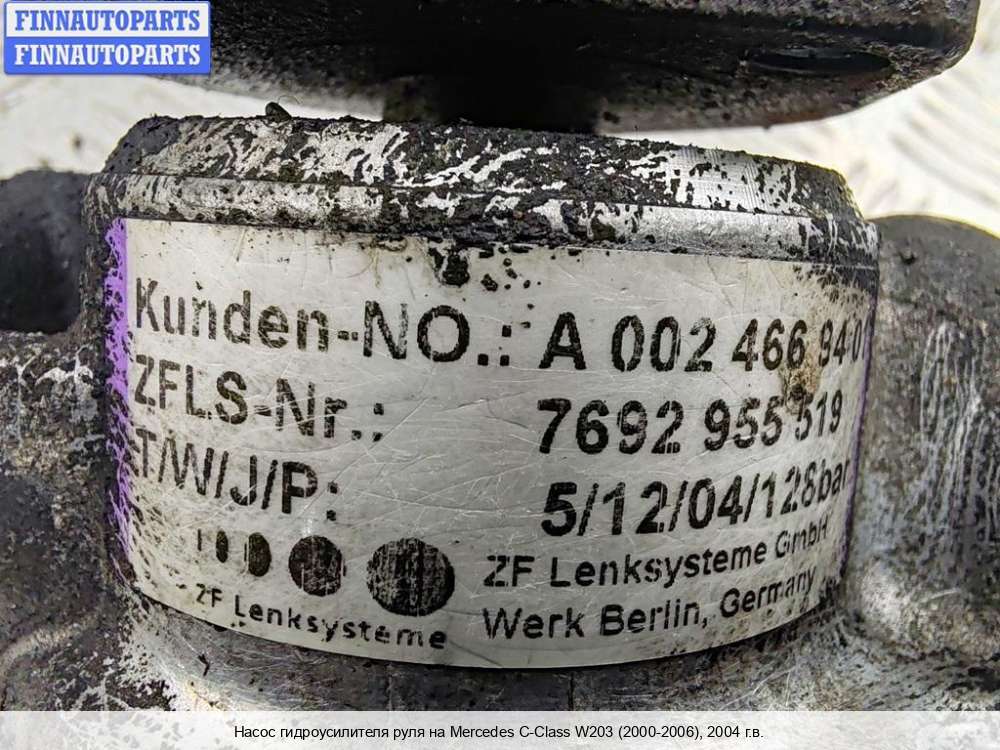 FINNAUTOPARTS
FINNAUTOPARTS
Kunden-NO.: A 002 466 94 0
ZFLS-Nr.: 7692 955 519
T/W/J/P: 5/12/04/128bar
ZF Lenksysteme GmbH
Werk Berlin, Germany
ZF Lenksysteme
Насос гидроусилителя руля на Mercedes C-Class W203 (2000-2006), 2004 г.в.